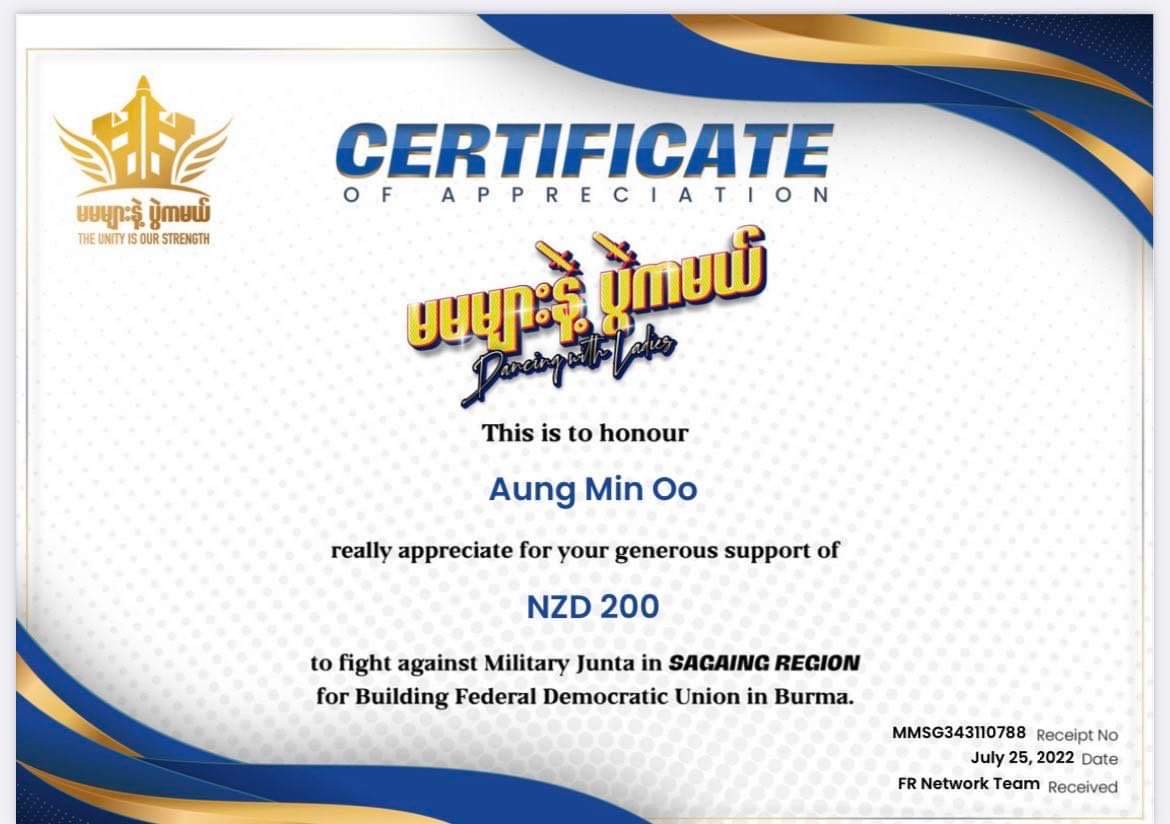 မမများနဲ့ ပွဲကမယ်
THE UNITY IS OUR STRENGTH
CERTIFICATE
OF APPRECIATION
မမများနဲ့ ပွဲကမယ်
Dancing with Ladies
This is to honour
Aung Min Oo
really appreciate for your generous support of
NZD 200
to fight against Military Junta in SAGAING REGION
for Building Federal Democratic Union in Burma.
MMSG343110788 Receipt No
July 25, 2022 Date
FR Network Team Received